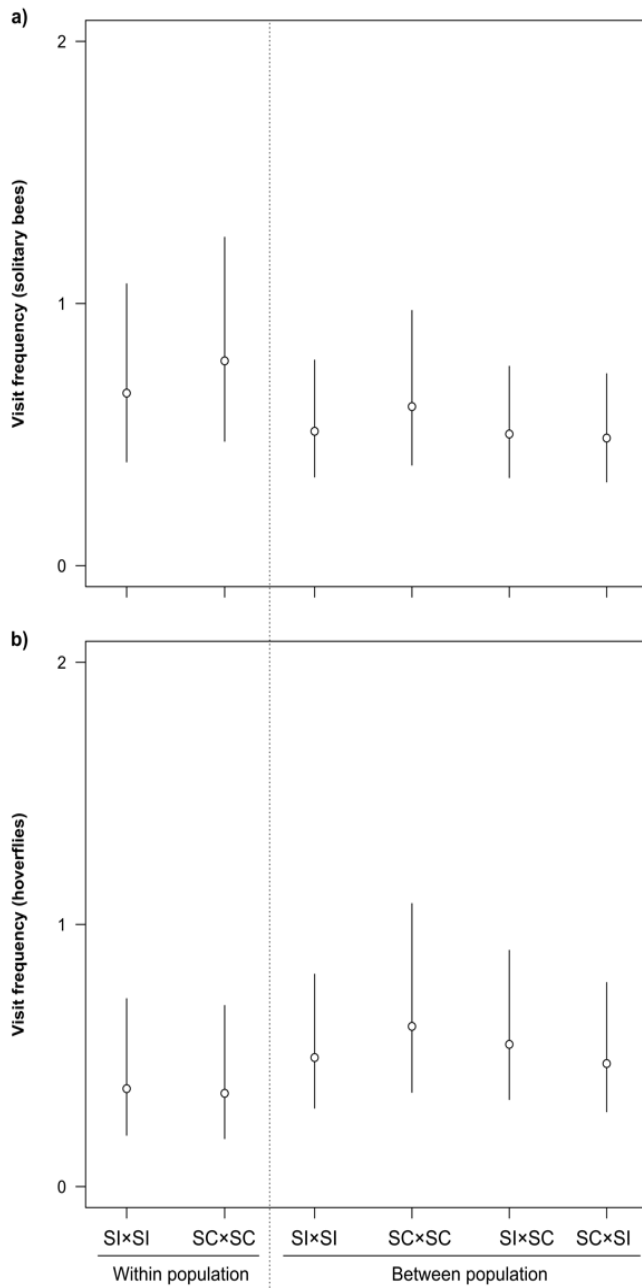 a)
2
1
0
Visit frequency (solitary bees)
b)
2
1
0
Visit frequency (hoverflies)
SI×SI SC×SC SI×SI SC×SC SI×SC SC×SI
Within population Between population